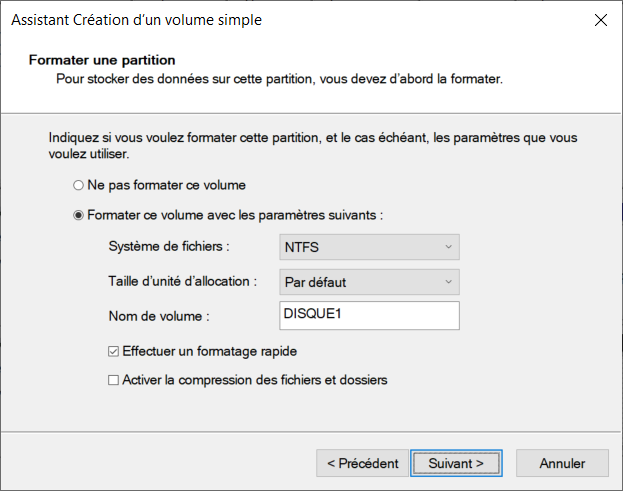 Assistant Création d'un volume simple
Formater une partition
Pour stocker des données sur cette partition, vous devez d'abord la formater.
Indiquez si vous voulez formater cette partition, et le cas échéant, les paramètres que vous
voulez utiliser.
Ne pas formater ce volume
Formater ce volume avec les paramètres suivants :
Système de fichiers :
NTFS
Taille d'unité d'allocation :
Par défaut
Nom de volume :
DISQUE1
Effectuer un formatage rapide
Activer la compression des fichiers et dossiers
< Précédent
Suivant >
Annuler